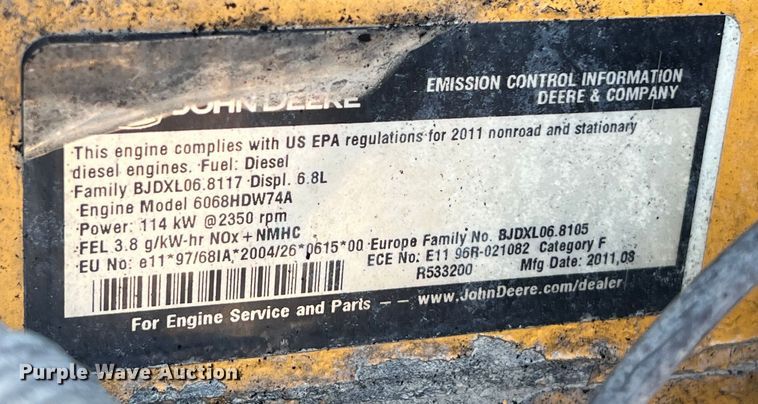 JOHN DEERE
EMISSION CONTROL INFORMATION
DEERE & COMPANY
This engine complies with US EPA regulations for 2011 nonroad and stationary
diesel engines. Fuel: Diesel
Family BJDXL06.8117 Displ. 6.8L
Engine Model 6068HDW74A
Power: 114 kW @2350 rpm
FEL 3.8 g/kW-hr NOx+NMHC
Europe Family No. BJDXL06.8105
EU No: e11*97/68IA*2004/26*0615*00 ECE No: E11 96R-021082 Category F
R533200 Mfg Date: 2011,08
For Engine Service and Parts — www.JohnDeere.com/dealer
Purple Wave Auction